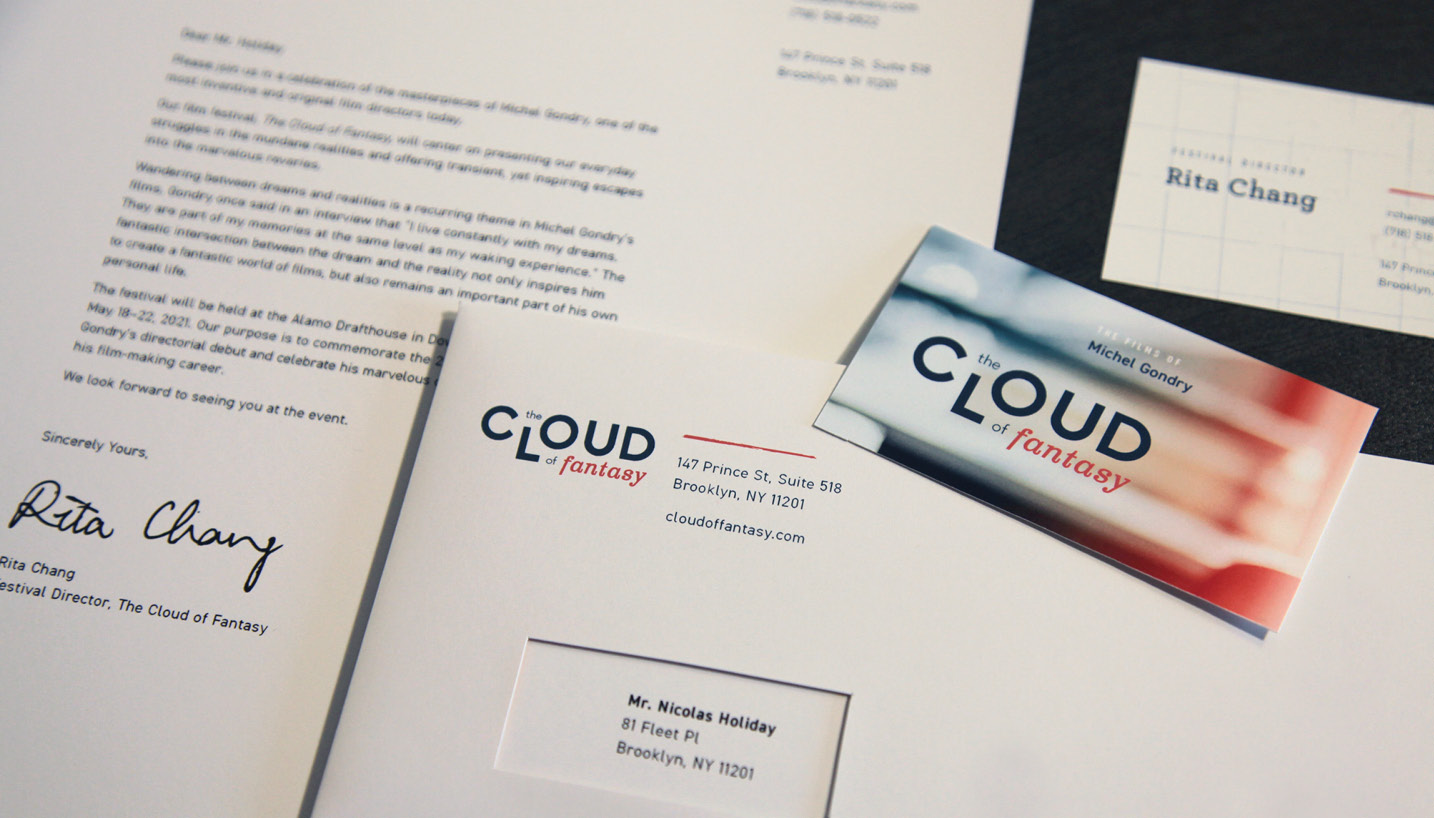 (718) 518-0522
147 Prince St, Suite 518
Brooklyn, NY 11201
Dear Mr. Holiday,
Please join us in a celebration of the masterpieces of Michel Gondry, one of the
most inventive and original film directors today.
Our film festival, The Cloud of Fantasy, will center on presenting our everyday
struggles in the mundane realities and offering transient, yet inspiring escapes
into the marvelous reveries.
Wandering between dreams and realities is a recurring theme in Michel Gondry's
films. Gondry once said in an interview that "I live constantly with my dreams.
They are part of my memories at the same level as my waking experience." The
fantastic intersection between the dream and the reality not only inspires him
to create a fantastic world of films, but also remains an important part of his own
personal life.
The festival will be held at the Alamo Drafthouse in
May 18–22, 2021. Our purpose is to commemorate the
Gondry's directorial debut and celebrate his marvelous
his film-making career.
We look forward to seeing you at the event.
Sincerely Yours,
Rita Chang
Rita Chang
Festival Director, The Cloud of Fantasy
the
CLOUD
of fantasy
147 Prince St, Suite 518
Brooklyn, NY 11201
cloudoffantasy.com
Mr. Nicolas Holiday
81 Fleet Pl
Brooklyn, NY 11201
THE FILMS OF
Michel Gondry
the
CLOUD
of fantasy
FESTIVAL DIRECTOR
Rita Chang
rchang@
(718) 518
147 Princ
Brooklyn,